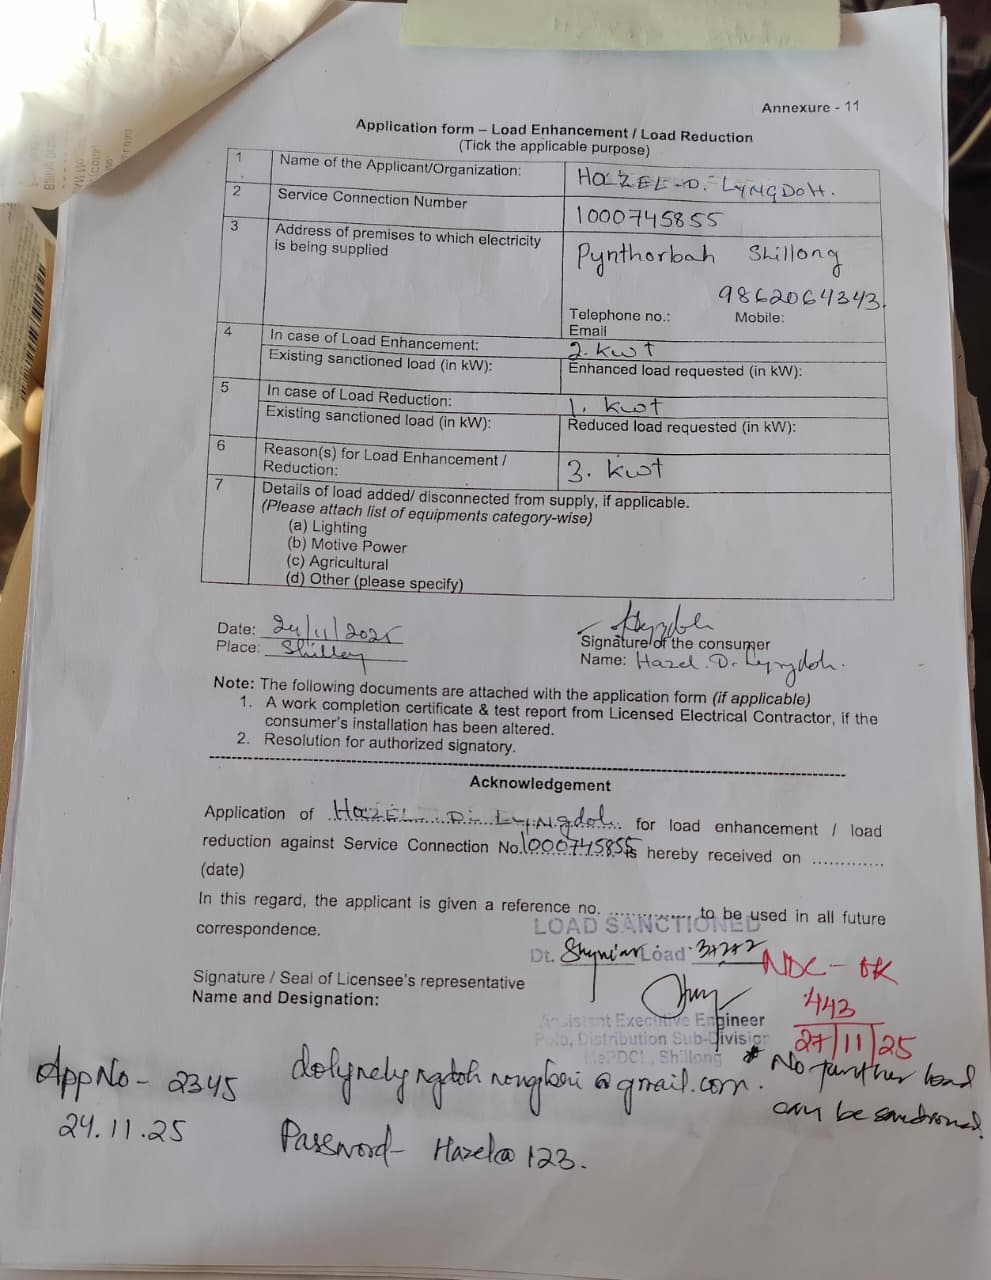 Annexure - 11
Application form – Load Enhancement / Load Reduction
(Tick the applicable purpose)
1 Name of the Applicant/Organization: HaZEL D. LYNGDOH.
2 Service Connection Number 1000745855
3 Address of premises to which electricity is being supplied Pynthorbah Shillong
9862064343.
Telephone no.: Mobile:
Email
4 In case of Load Enhancement: 2. kwt
Existing sanctioned load (in kW): Enhanced load requested (in kW):
5 In case of Load Reduction: 1. kwt
Existing sanctioned load (in kW): Reduced load requested (in kW):
6 Reason(s) for Load Enhancement /
Reduction: 3. kwt
7 Details of load added/ disconnected from supply, if applicable.
(Please attach list of equipments category-wise)
(a) Lighting
(b) Motive Power
(c) Agricultural
(d) Other (please specify)
Date: 24/11/2025
Place: Shillong
Signature of the consumer
Name: Hazel. D. Lyngdoh.
Note: The following documents are attached with the application form (if applicable)
1. A work completion certificate & test report from Licensed Electrical Contractor, if the
consumer's installation has been altered.
2. Resolution for authorized signatory.
Acknowledgement
Application of HaZEL D. Lyngdoh for load enhancement / load
reduction against Service Connection No. 1000745855 is hereby received on .............
(date)
In this regard, the applicant is given a reference no. ............. to be used in all future
correspondence.
LOAD SANCTIONED
Dt. Load
NDC - OK
Signature / Seal of Licensee's representative
Name and Designation:
443
27/11/25
Assistant Executive Engineer
Polo, Distribution Sub-Division
MePDCL, Shillong
* No further load
can be sanctioned.
App No - 2345
24.11.25
@gmail.com.
Password - Hazel@123.